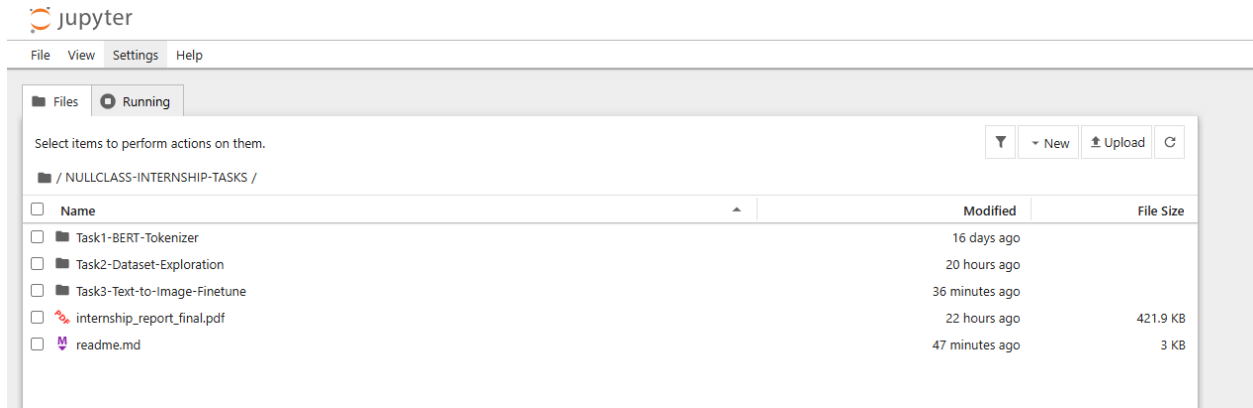 jupyter
File View Settings Help
Files Running
Select items to perform actions on them.
New Upload
/ NULLCLASS-INTERNSHIP-TASKS /
Name Modified File Size
Task1-BERT-Tokenizer 16 days ago
Task2-Dataset-Exploration 20 hours ago
Task3-Text-to-Image-Finetune 36 minutes ago
internship_report_final.pdf 22 hours ago 421.9 KB
readme.md 47 minutes ago 3 KB